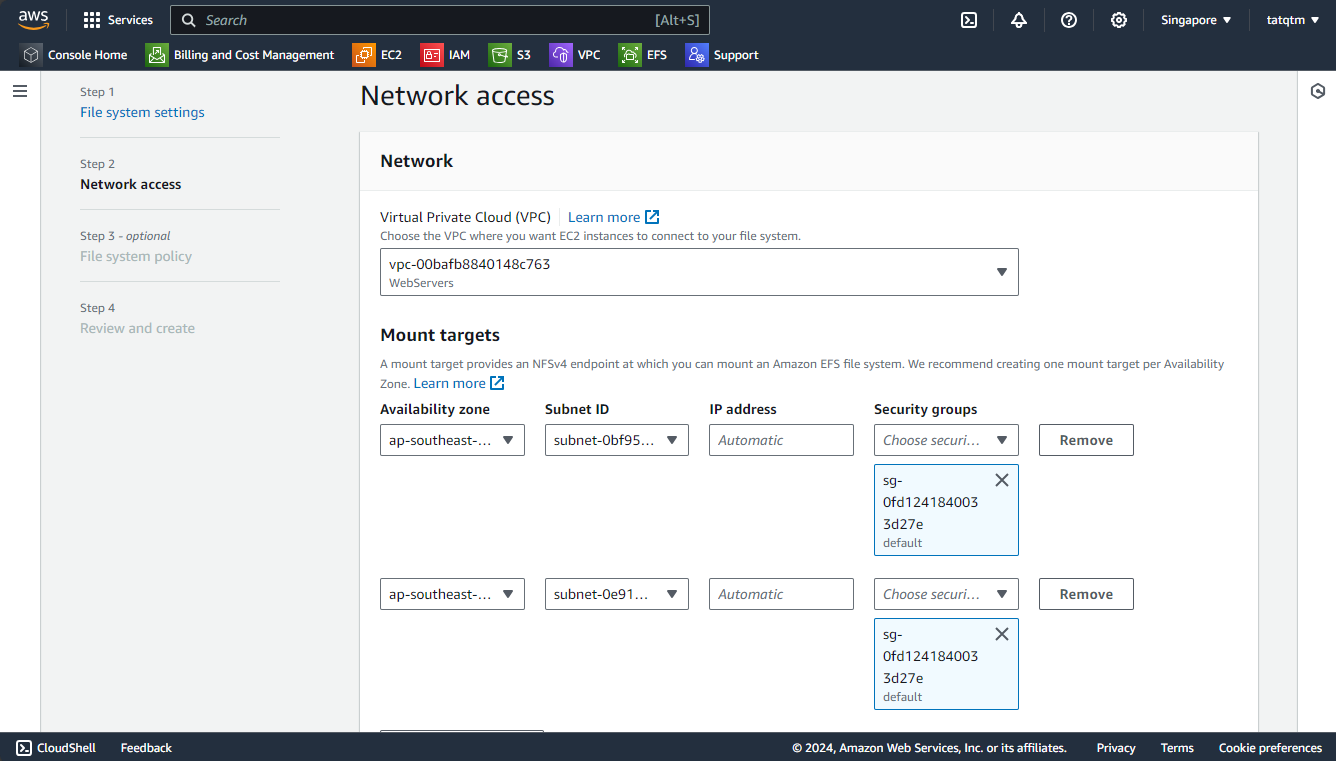 aws
Services
Search
[Alt+S]
Singapore
tatqtm
Console Home
Billing and Cost Management
EC2
IAM
S3
VPC
EFS
Support
Step 1
File system settings
Step 2
Network access
Step 3 - optional
File system policy
Step 4
Review and create
Network access
Network
Virtual Private Cloud (VPC) Learn more
Choose the VPC where you want EC2 instances to connect to your file system.
vpc-00bafb8840148c763
WebServers
Mount targets
A mount target provides an NFSv4 endpoint at which you can mount an Amazon EFS file system. We recommend creating one mount target per Availability
Zone. Learn more
Availability zone Subnet ID IP address Security groups
ap-southeast-... subnet-0bf95... Automatic Choose securi... Remove
sg-
0fd124184003
3d27e
default
ap-southeast-... subnet-0e91... Automatic Choose securi... Remove
sg-
0fd124184003
3d27e
default
CloudShell Feedback © 2024, Amazon Web Services, Inc. or its affiliates. Privacy Terms Cookie preferences